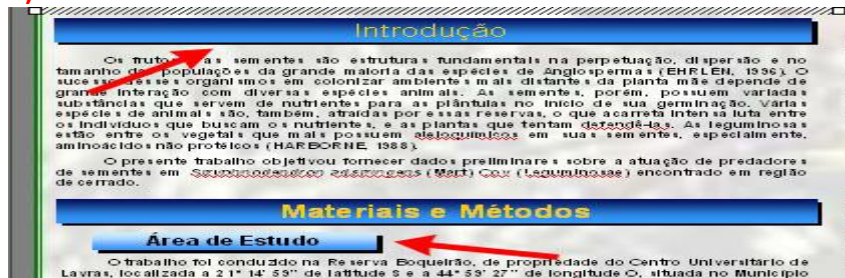 Introdução
Os frutos as sementes são estruturas fundamentais na perpetuação, dispersão e no
tamanho das populações da grande maioria das espécies de Angiospermas (EHRLEN, 1996). O
sucesso desses organismos em colonizar ambientes mais distantes da planta mãe depende de
grande interação com diversas espécies animais. As sementes, porém, possuem variadas
substâncias que servem de nutrientes para as plântulas no início de sua germinação. Várias
espécies de animais são, também, atraídas por essas reservas, o que acarreta intensa luta entre
os indivíduos que buscam os nutrientes, e as plantas que tentam defendê-las. As leguminosas
estão entre os vegetais que mais possuem aleloquímicos em suas sementes, especialmente,
aminoácidos não protéicos (HARBORNE, 1988).
O presente trabalho objetivou fornecer dados preliminares sobre a atuação de predadores
de sementes em (Mart) Cov (Leguminosae) encontrado em região
de cerrado.
Materiais e Métodos
Área de Estudo
O trabalho foi conduzido na Reserva Boqueirão, de propriedade do Centro Universitário de
Lavras, localizada a 21° 14' 59" de latitude S e a 44° 59' 27" de longitude O, situada no Município